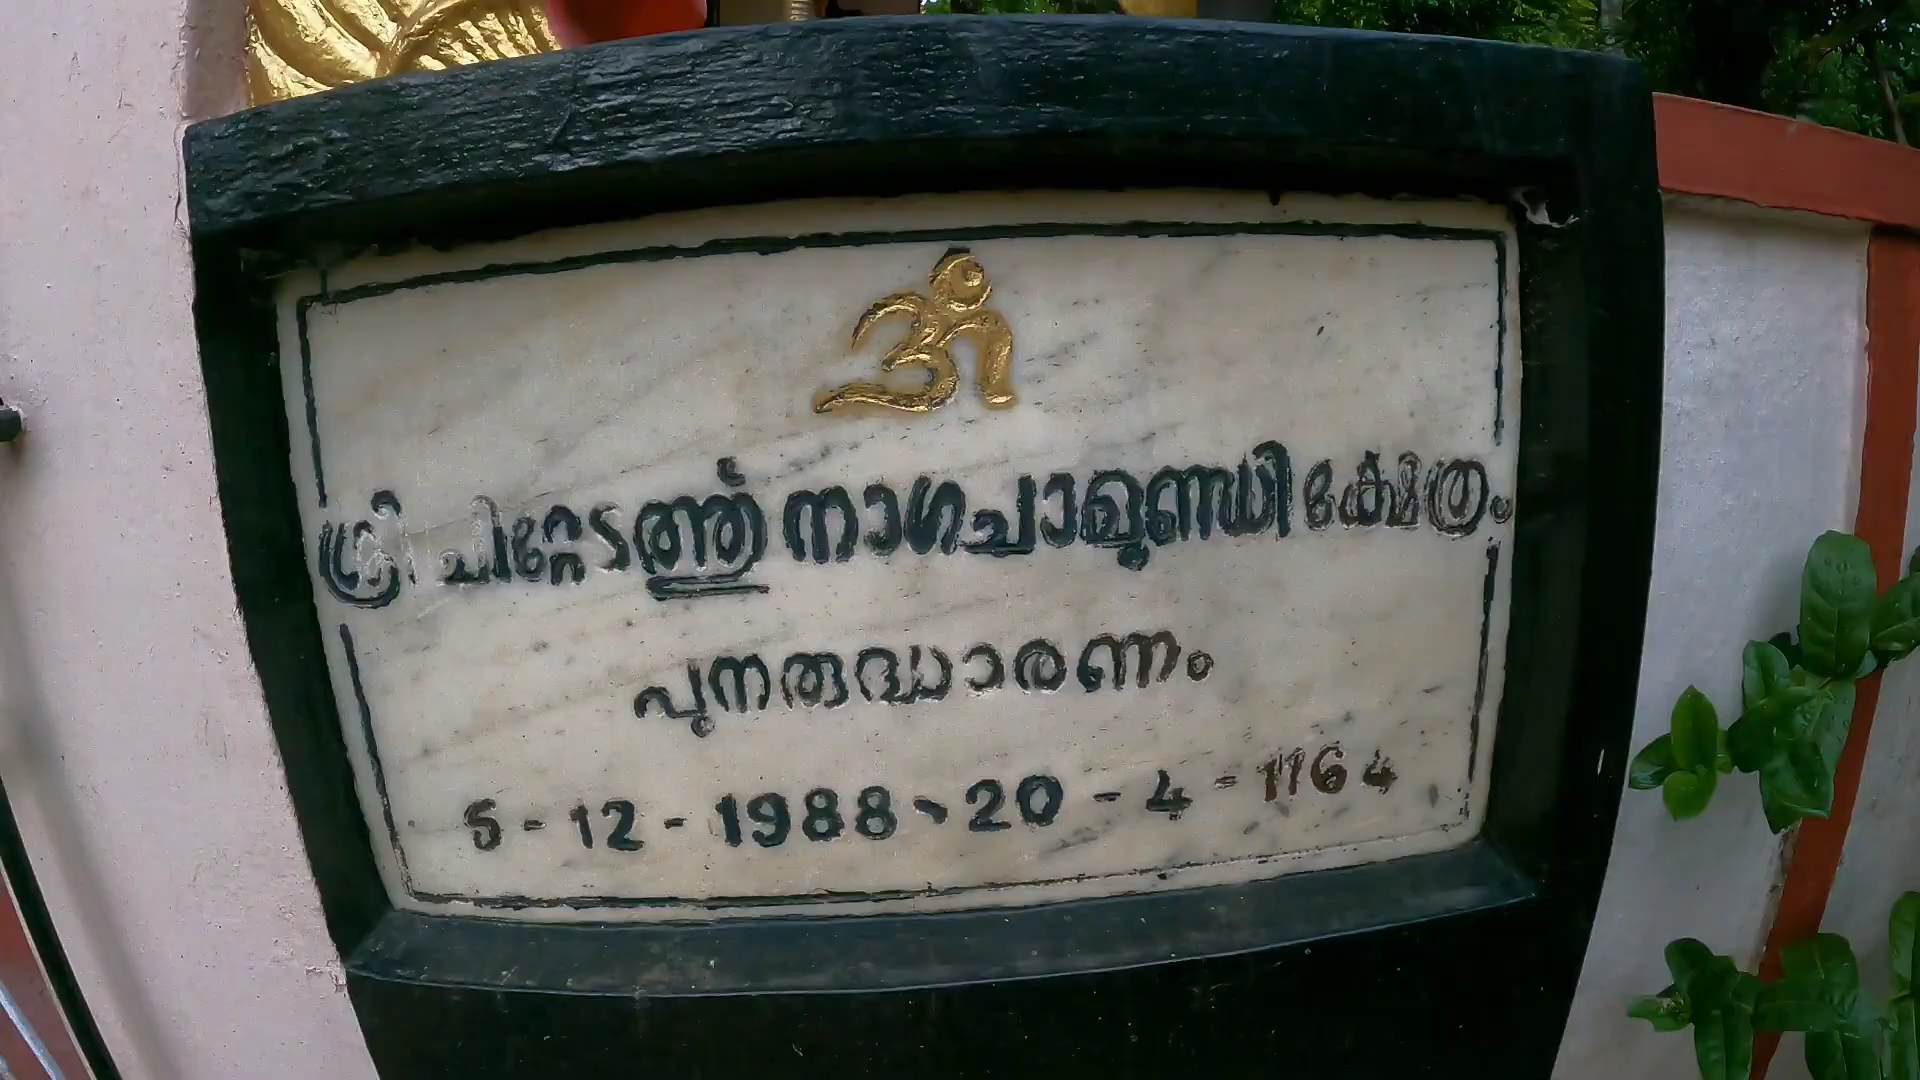 ॐ
ശ്രീ ചിറ്റേടത്ത് നാഗചാമുണ്ഡി ക്ഷേത്രം
പുനരുദ്ധാരണം
5-12-1988-20-4-1164